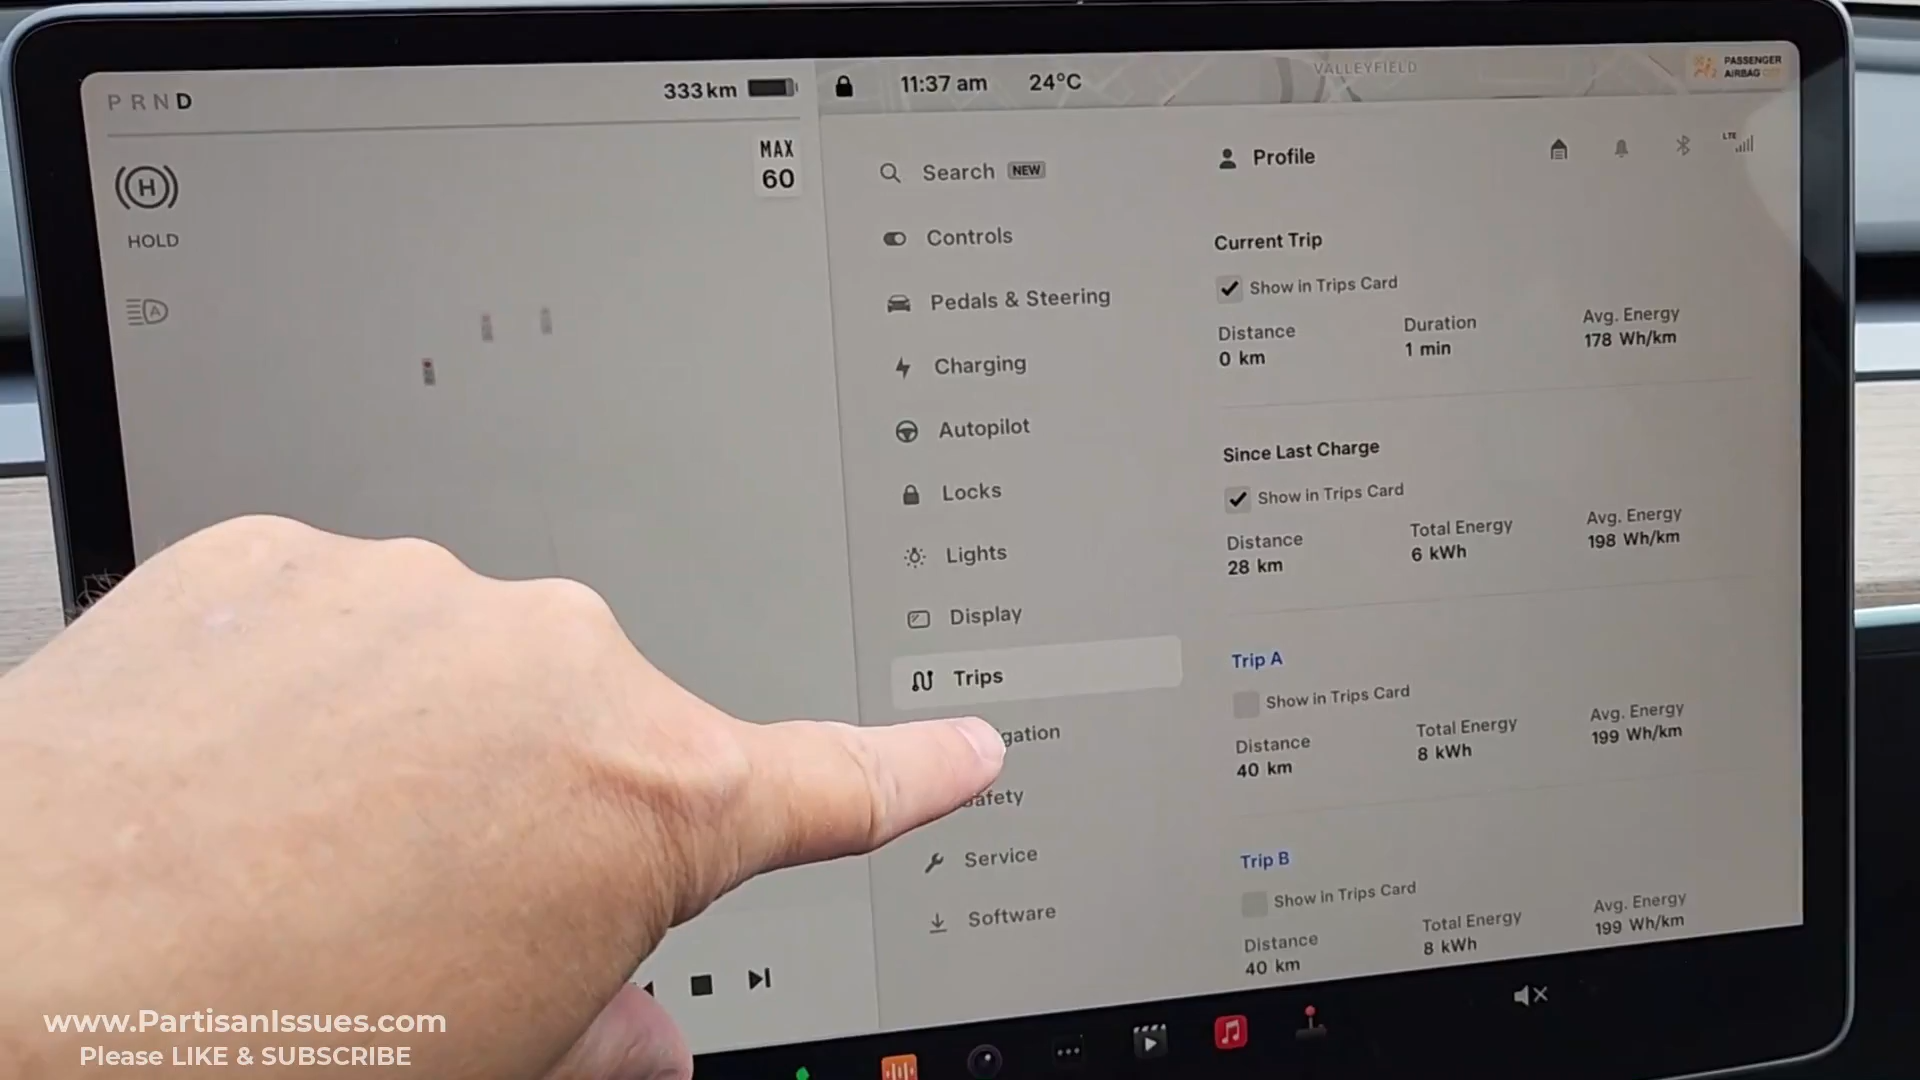 PRND
333 km
11:37 am
24°C
VALLEYFIELD
PASSENGER
AIRBAG OFF
MAX
60
H
HOLD
A
Search NEW
Controls
Pedals & Steering
Charging
Autopilot
Locks
Lights
Display
Trips
gation
Safety
Service
Software
Profile
LTE
Current Trip
Show in Trips Card
Distance
0 km
Duration
1 min
Avg. Energy
178 Wh/km
Since Last Charge
Show in Trips Card
Distance
28 km
Total Energy
6 kWh
Avg. Energy
198 Wh/km
Trip A
Show in Trips Card
Distance
40 km
Total Energy
8 kWh
Avg. Energy
199 Wh/km
Trip B
Show in Trips Card
Distance
40 km
Total Energy
8 kWh
Avg. Energy
199 Wh/km
www.PartisanIssues.com
Please LIKE & SUBSCRIBE